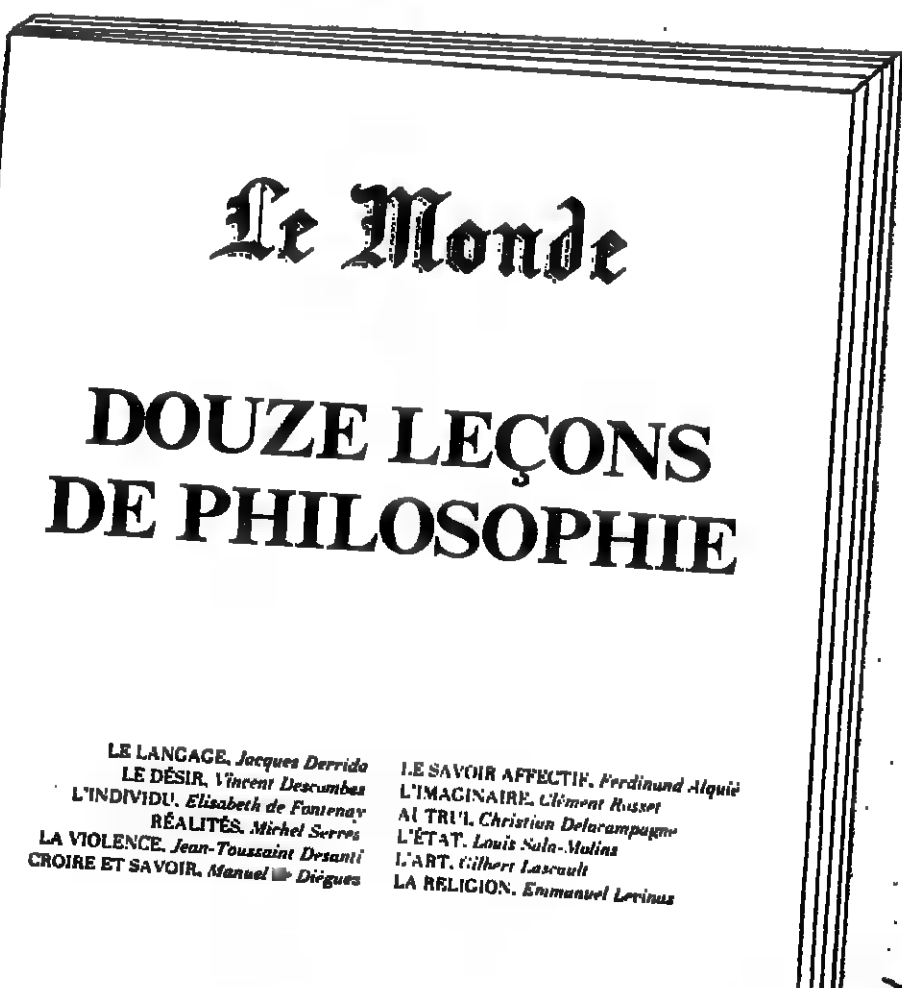 Le Monde
DOUZE LEÇONS
DE PHILOSOPHIE
LE LANGAGE, Jacques Derrida
LE DÉSIR, Vincent Descombes
L'INDIVIDU, Elisabeth de Fontenay
RÉALITÉS, Michel Serres
LA VIOLENCE, Jean-Toussaint Desanti
CROIRE ET SAVOIR, Manuel Diéguez
LE SAVOIR AFFECTIF, Ferdinand Alquié
L'IMAGINAIRE, Clément Rosset
AUTRUI, Christian Delacampagne
L'ÉTAT, Louis Sala-Molins
L'ART, Gilbert Lascault
LA RELIGION, Emmanuel Levinas